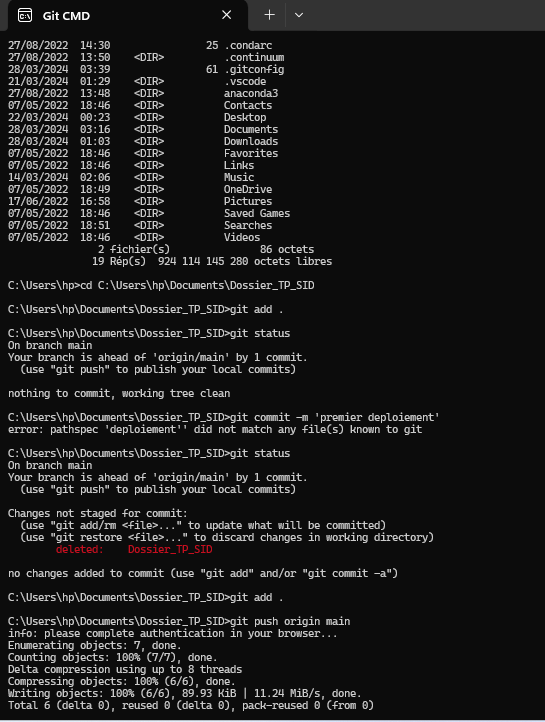 Git CMD
27/08/2022  14:30                25 .condarc
27/08/2022  13:50    <DIR>          .continuum
28/03/2024  03:39                61 .gitconfig
21/03/2024  01:29    <DIR>          .vscode
27/08/2022  13:48    <DIR>          anaconda3
07/05/2022  18:46    <DIR>          Contacts
22/03/2024  00:23    <DIR>          Desktop
28/03/2024  03:16    <DIR>          Documents
28/03/2024  01:03    <DIR>          Downloads
07/05/2022  18:46    <DIR>          Favorites
07/05/2022  18:46    <DIR>          Links
14/03/2024  02:06    <DIR>          Music
07/05/2022  18:49    <DIR>          OneDrive
17/06/2022  16:58    <DIR>          Pictures
07/05/2022  18:46    <DIR>          Saved Games
07/05/2022  18:51    <DIR>          Searches
07/05/2022  18:46    <DIR>          Videos
               2 fichier(s)               86 octets
              19 Rép(s)  924 114 145 280 octets libres
C:\Users\hp>cd C:\Users\hp\Documents\Dossier_TP_SID
C:\Users\hp\Documents\Dossier_TP_SID>git add .
C:\Users\hp\Documents\Dossier_TP_SID>git status
On branch main
Your branch is ahead of 'origin/main' by 1 commit.
  (use "git push" to publish your local commits)
nothing to commit, working tree clean
C:\Users\hp\Documents\Dossier_TP_SID>git commit -m 'premier deploiement'
error: pathspec 'deploiement'' did not match any file(s) known to git
C:\Users\hp\Documents\Dossier_TP_SID>git status
On branch main
Your branch is ahead of 'origin/main' by 1 commit.
  (use "git push" to publish your local commits)
Changes not staged for commit:
  (use "git add/rm <file>..." to update what will be committed)
  (use "git restore <file>..." to discard changes in working directory)
        deleted:    Dossier_TP_SID
no changes added to commit (use "git add" and/or "git commit -a")
C:\Users\hp\Documents\Dossier_TP_SID>git add .
C:\Users\hp\Documents\Dossier_TP_SID>git push origin main
info: please complete authentication in your browser...
Enumerating objects: 7, done.
Counting objects: 100% (7/7), done.
Delta compression using up to 8 threads
Compressing objects: 100% (6/6), done.
Writing objects: 100% (6/6), 89.93 KiB | 11.24 MiB/s, done.
Total 6 (delta 0), reused 0 (delta 0), pack-reused 0 (from 0)